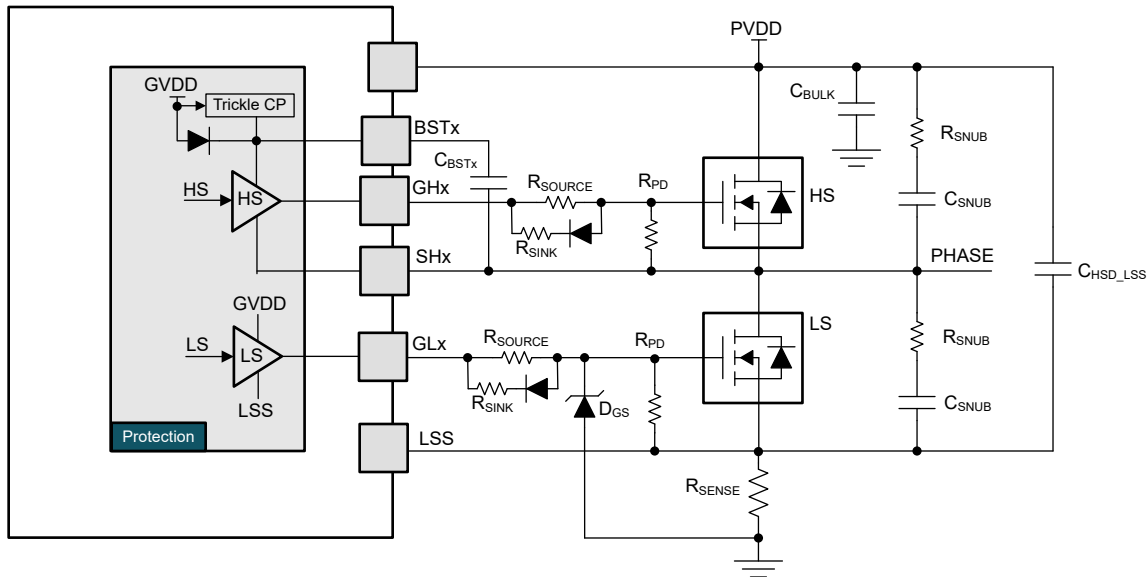 PVDD
GVDD
Trickle CP
BSTx
CBSTx
CBULK
RSNUB
HS
HS
GHx
RSOURCE
RSINK
RPD
HS
CSNUB
SHx
PHASE
CHSD_LSS
GVDD
LS
LS
LSS
GLx
RSOURCE
RSINK
RPD
LS
RSNUB
DGS
CSNUB
Protection
LSS
RSENSE